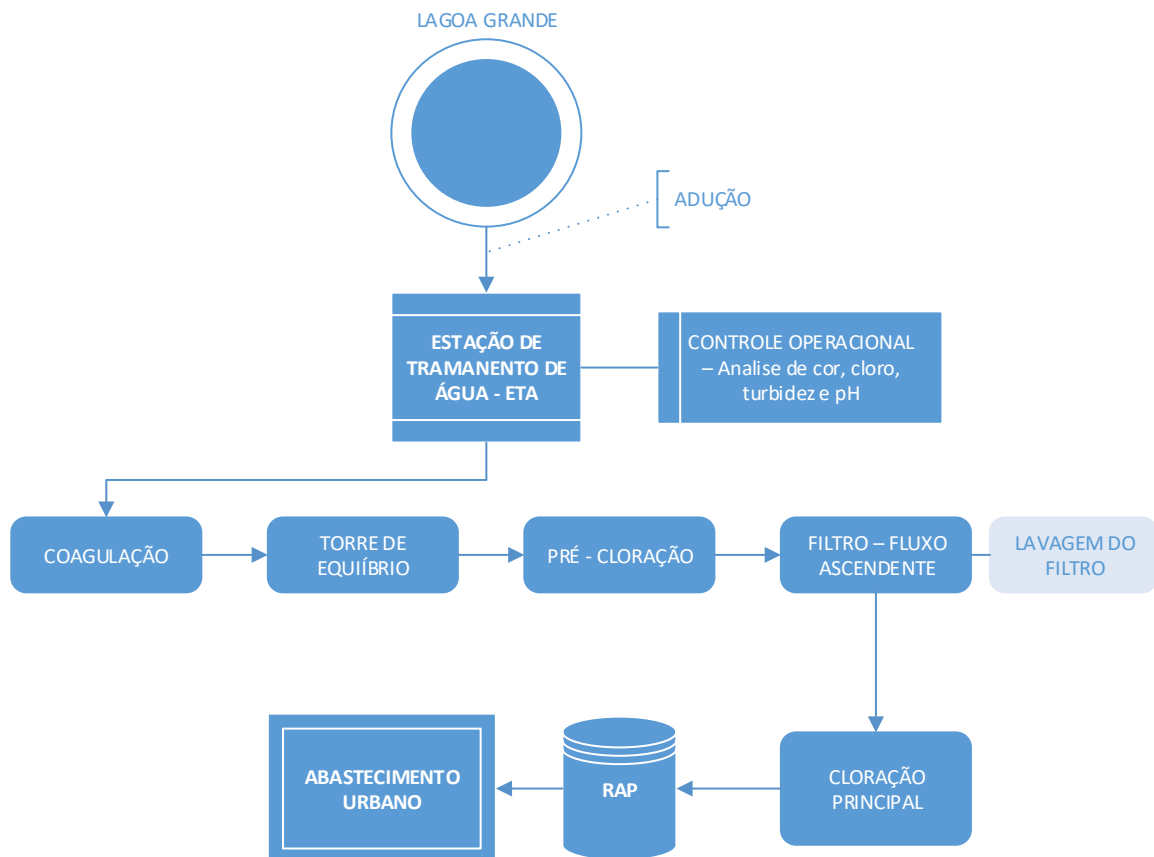 LAGOA GRANDE
ADUÇÃO
ESTAÇÃO DE
TRAMANENTO DE
ÁGUA - ETA
CONTROLE OPERACIONAL
– Analise de cor, cloro,
turbidez e pH
COAGULAÇÃO
TORRE DE
EQUIÍBRIO
PRÉ - CLORAÇÃO
FILTRO – FLUXO
ASCENDENTE
LAVAGEM DO
FILTRO
ABASTECIMENTO
URBANO
RAP
CLORAÇÃO
PRINCIPAL